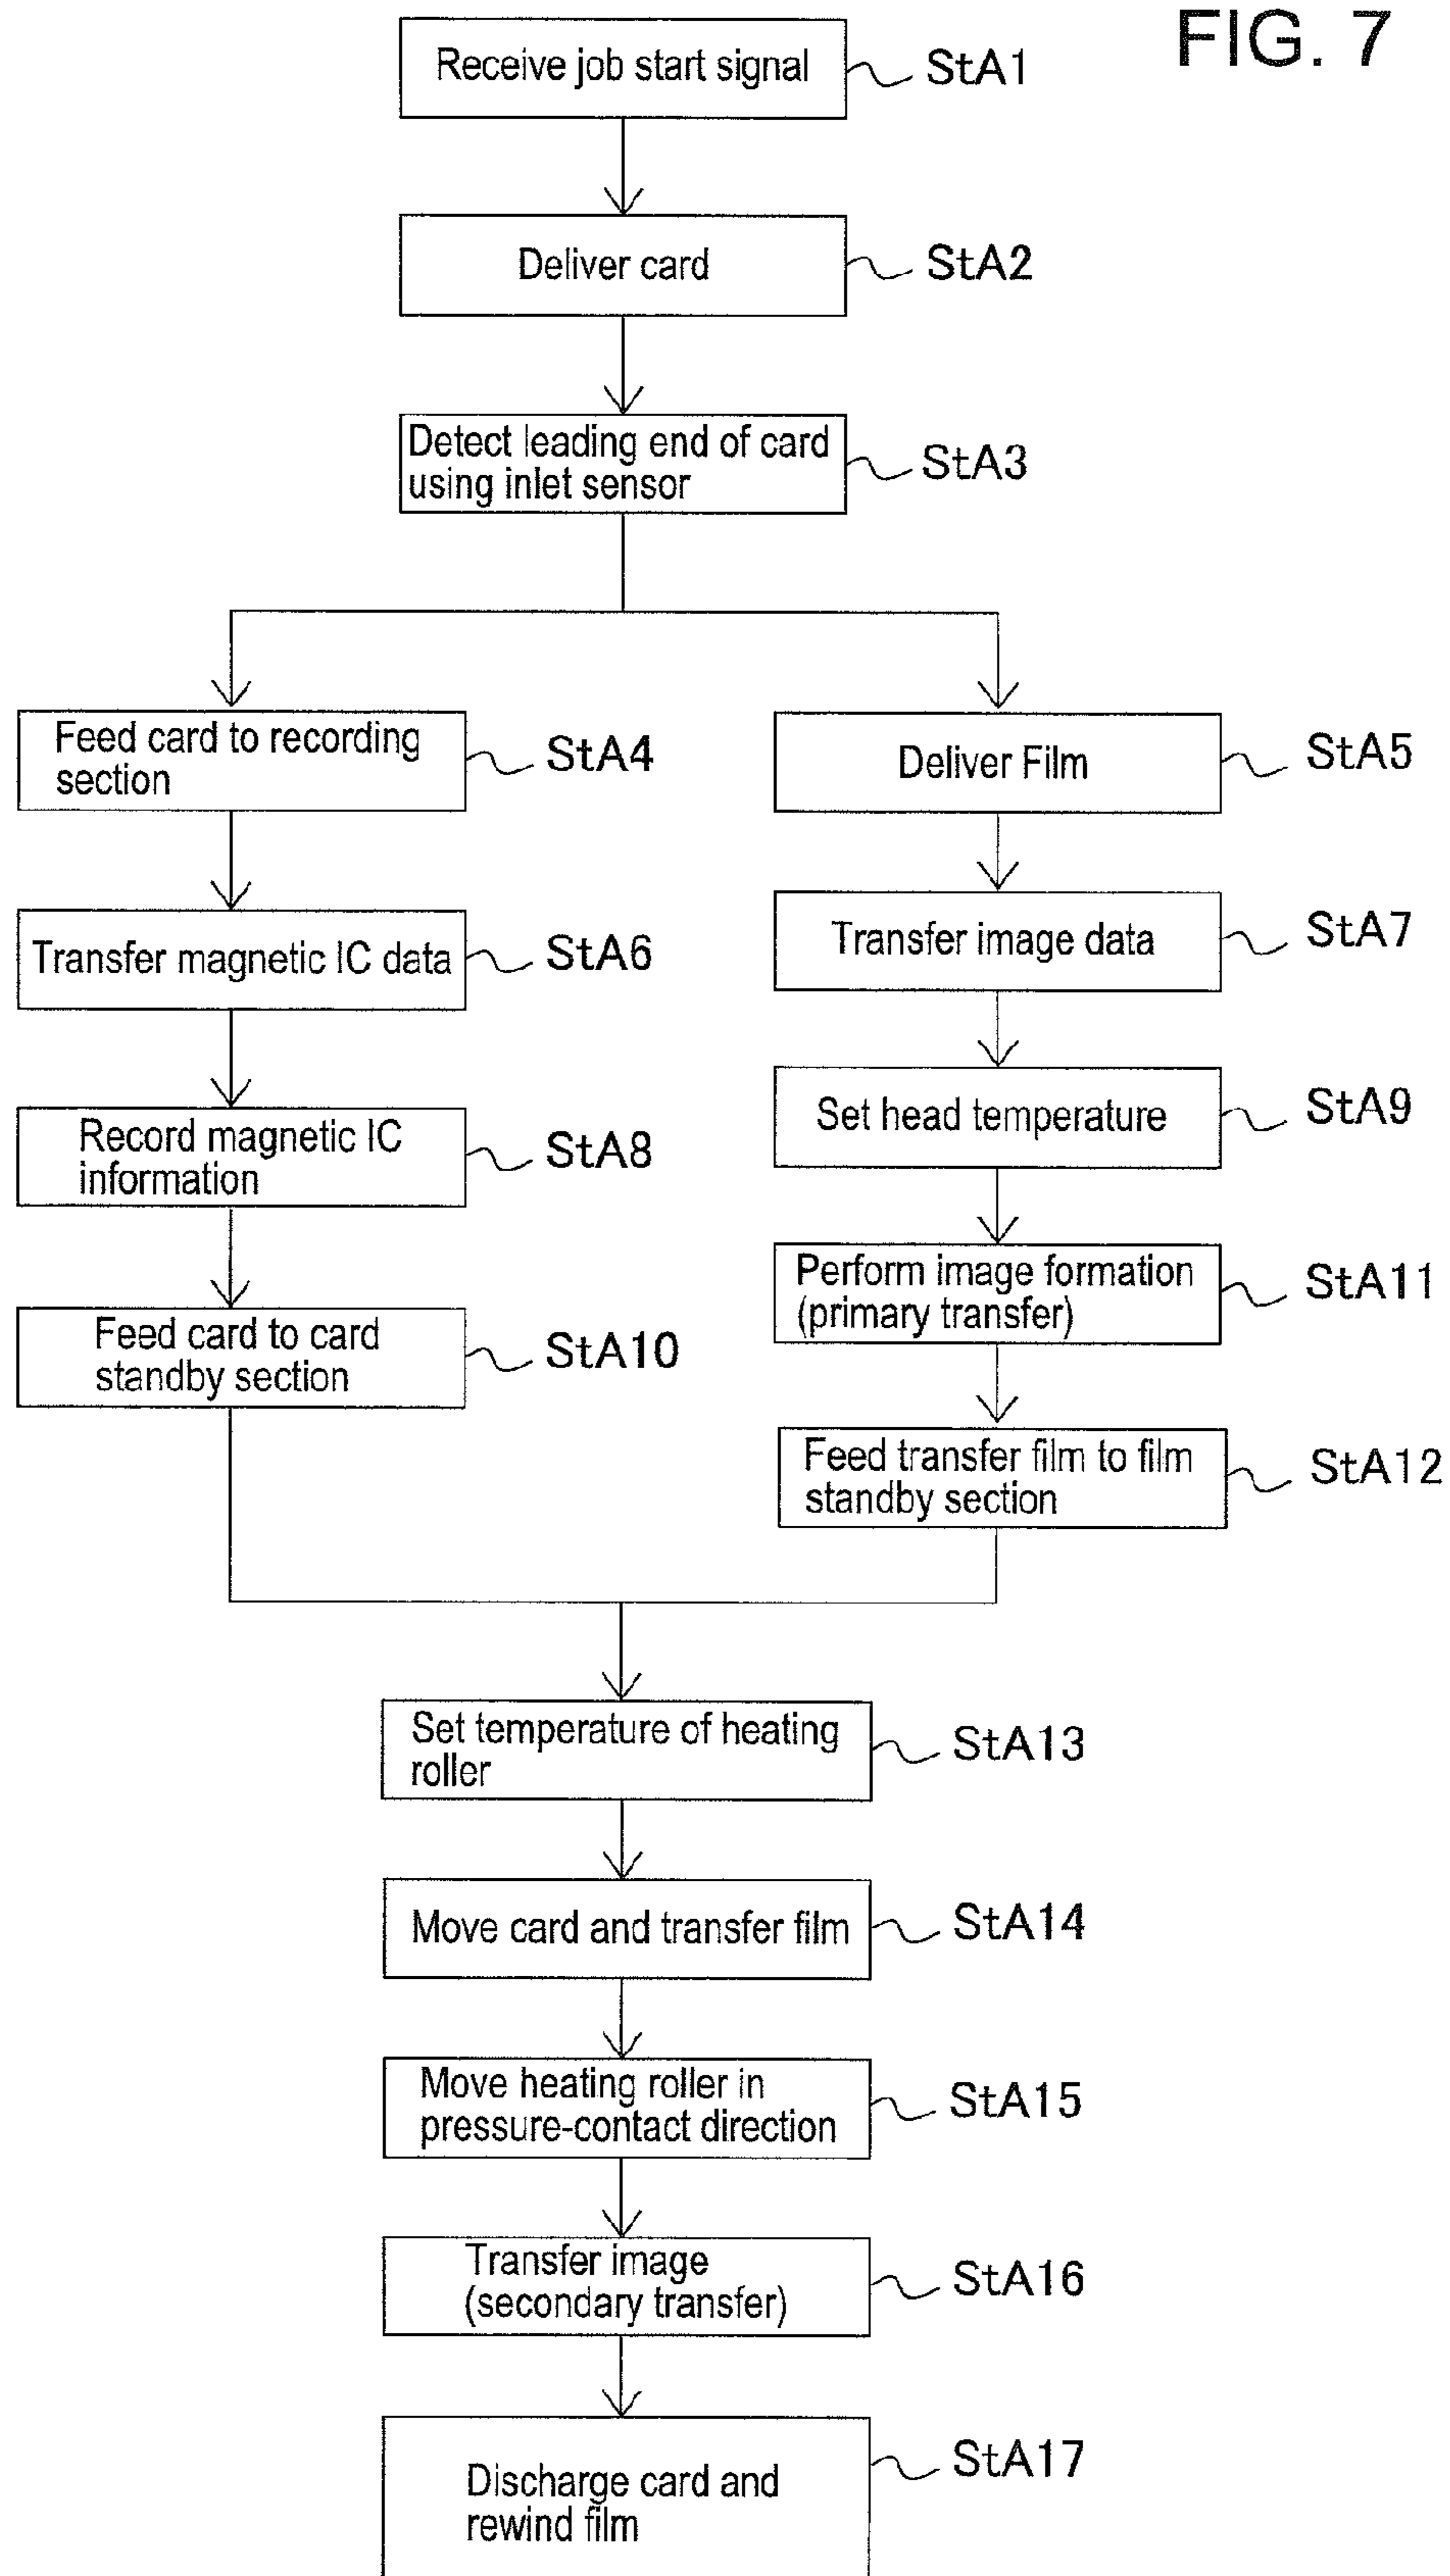 FIG. 7
Receive job start signal
StA1
Deliver card
StA2
Detect leading end of card
using inlet sensor
StA3
Feed card to recording
section
StA4
Deliver Film
StA5
Transfer magnetic IC data
StA6
Transfer image data
StA7
Record magnetic IC
information
StA8
Set head temperature
StA9
Feed card to card
standby section
StA10
Perform image formation
(primary transfer)
StA11
Feed transfer film to film
standby section
StA12
Set temperature of heating
roller
StA13
Move card and transfer film
StA14
Move heating roller in
pressure-contact direction
StA15
Transfer image
(secondary transfer)
StA16
Discharge card and
rewind film
StA17